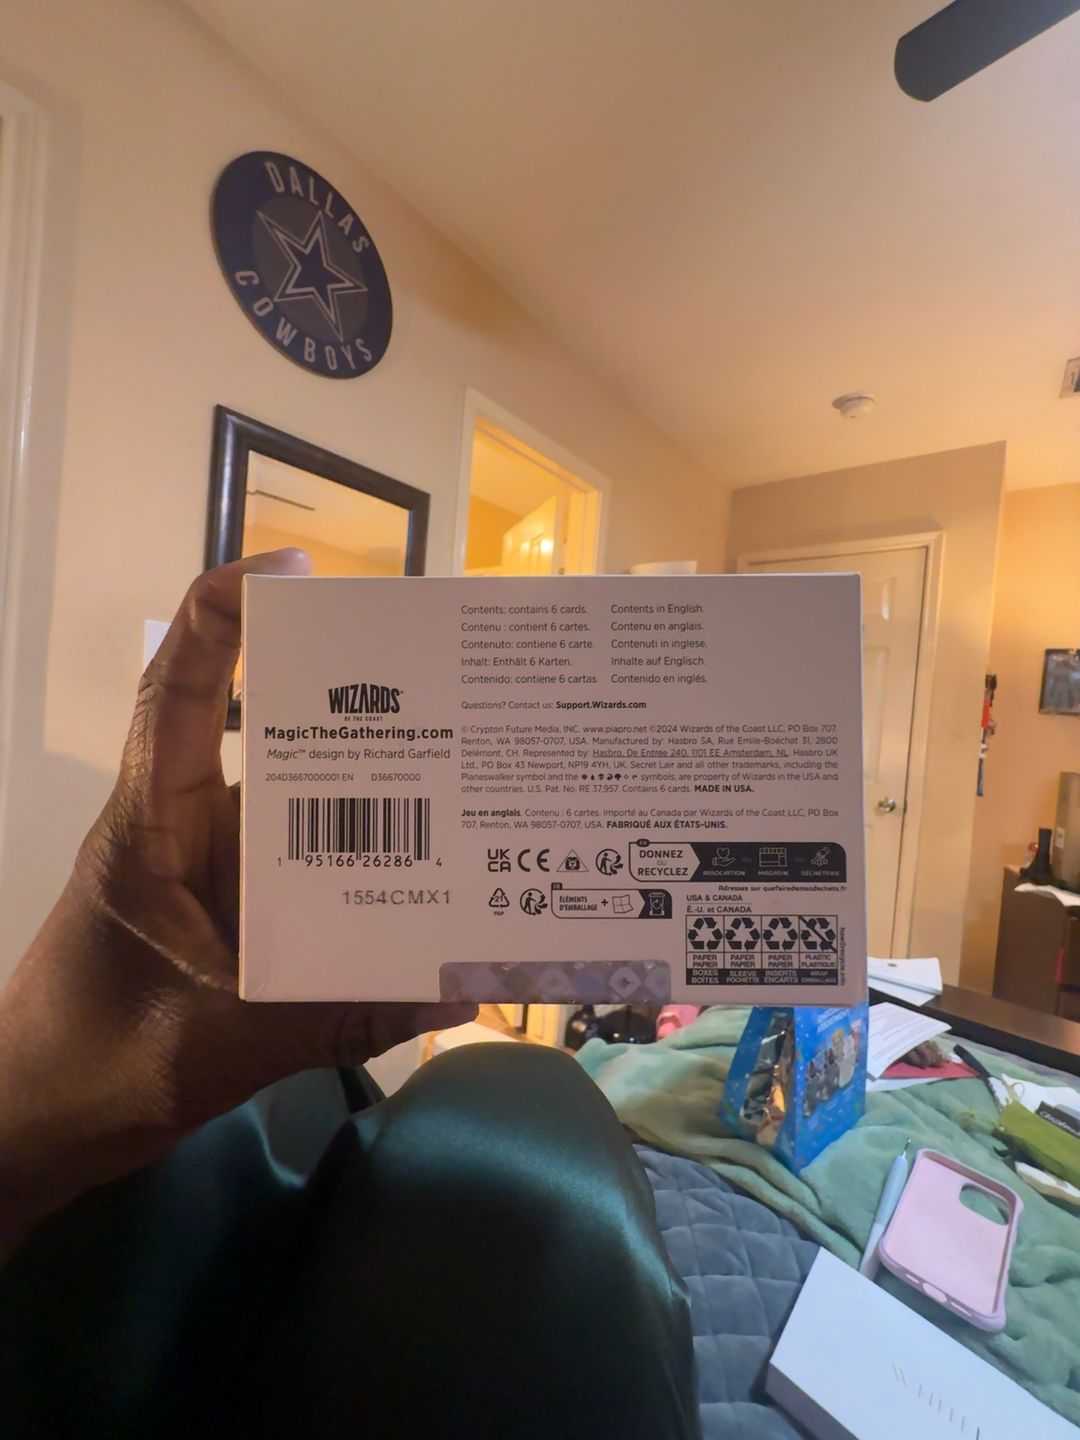 DALLAS
COWBOYS
Contents: contains 6 cards.
Contenu : contient 6 cartes.
Contenuto: contiene 6 carte.
Inhalt: Enthält 6 Karten.
Contenido: contiene 6 cartas.
Contents in English.
Contenu en anglais.
Contenuti in inglese.
Inhalte auf Englisch.
Contenido en inglés.
WIZARDS
OF THE COAST
MagicTheGathering.com
Magic™ design by Richard Garfield
204D3667000001 EN D36670000
1 95166 26286 4
1554CMX1
Questions? Contact us: Support.Wizards.com
© Crypton Future Media, INC. www.piapro.net ©2024 Wizards of the Coast LLC, PO Box 707,
Renton, WA 98057-0707, USA. Manufactured by: Hasbro SA, Rue Emile-Boéchat 31, 2800
Delémont, CH. Represented by: Hasbro, De Entree 240, 1101 EE Amsterdam, NL. Hasbro UK
Ltd., PO Box 43 Newport, NP19 4YH, UK. Secret Lair and all other trademarks, including the
Planeswalker symbol and the symbols, are property of Wizards in the USA and
other countries. U.S. Pat. No. RE 37,957. Contains 6 cards. MADE IN USA.
Jeu en anglais. Contenu : 6 cartes. Importé au Canada par Wizards of the Coast LLC, PO Box
707, Renton, WA 98057-0707, USA. FABRIQUÉ AUX ÉTATS-UNIS.
UK
CA
CE
FR
DONNEZ
OU
RECYCLEZ
ASSOCIATION OU MAGASIN OU DÉCHÈTERIE
Adresses sur quefairedemesdechets.fr
21
PAP
FR
ÉLÉMENTS
D'EMBALLAGE +
USA & CANADA
É.-U. et CANADA
PAPER
PAPIER
BOXES
BOÎTES
PAPER
PAPIER
SLEEVE
POCHETTE
PAPER
PAPIER
INSERTS
ENCARTS
PLASTIC
PLASTIQUE
WRAP
EMBALLAGE
how2recycle.info